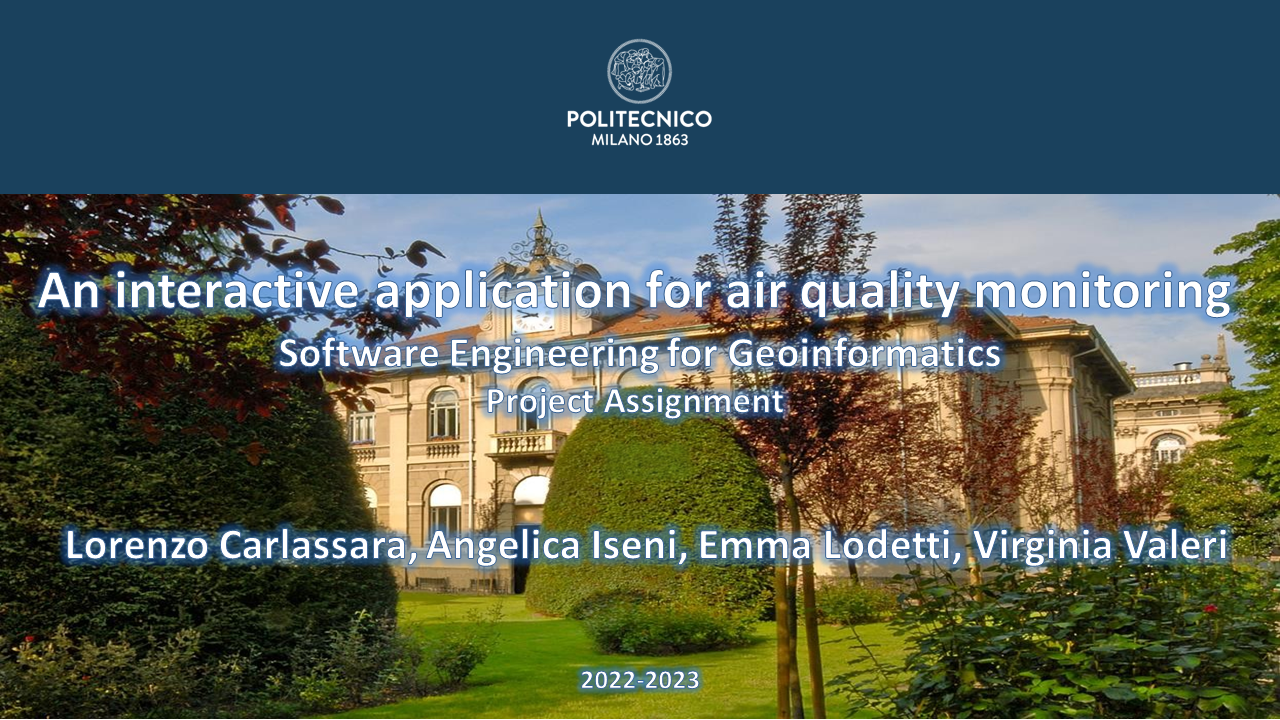 POLITECNICO
MILANO 1863
An interactive application for air quality monitoring
Software Engineering for Geoinformatics
Project Assignment
Lorenzo Carlassara, Angelica Iseni, Emma Lodetti, Virginia Valeri
2022-2023